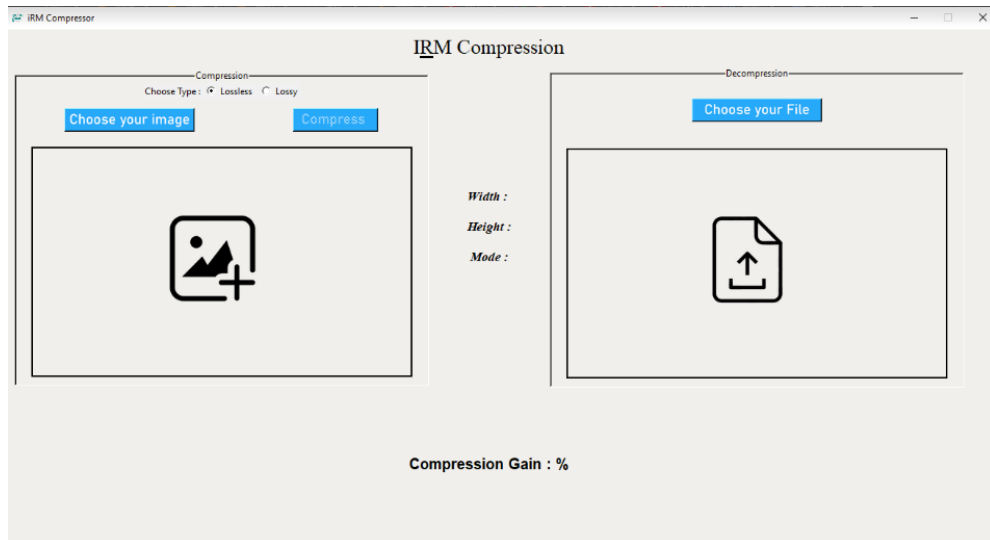 iRM Compressor
IRM Compression
Compression
Choose Type : Lossless Lossy
Choose your image
Compress
Width :
Height :
Mode :
Decompression
Choose your File
Compression Gain : %